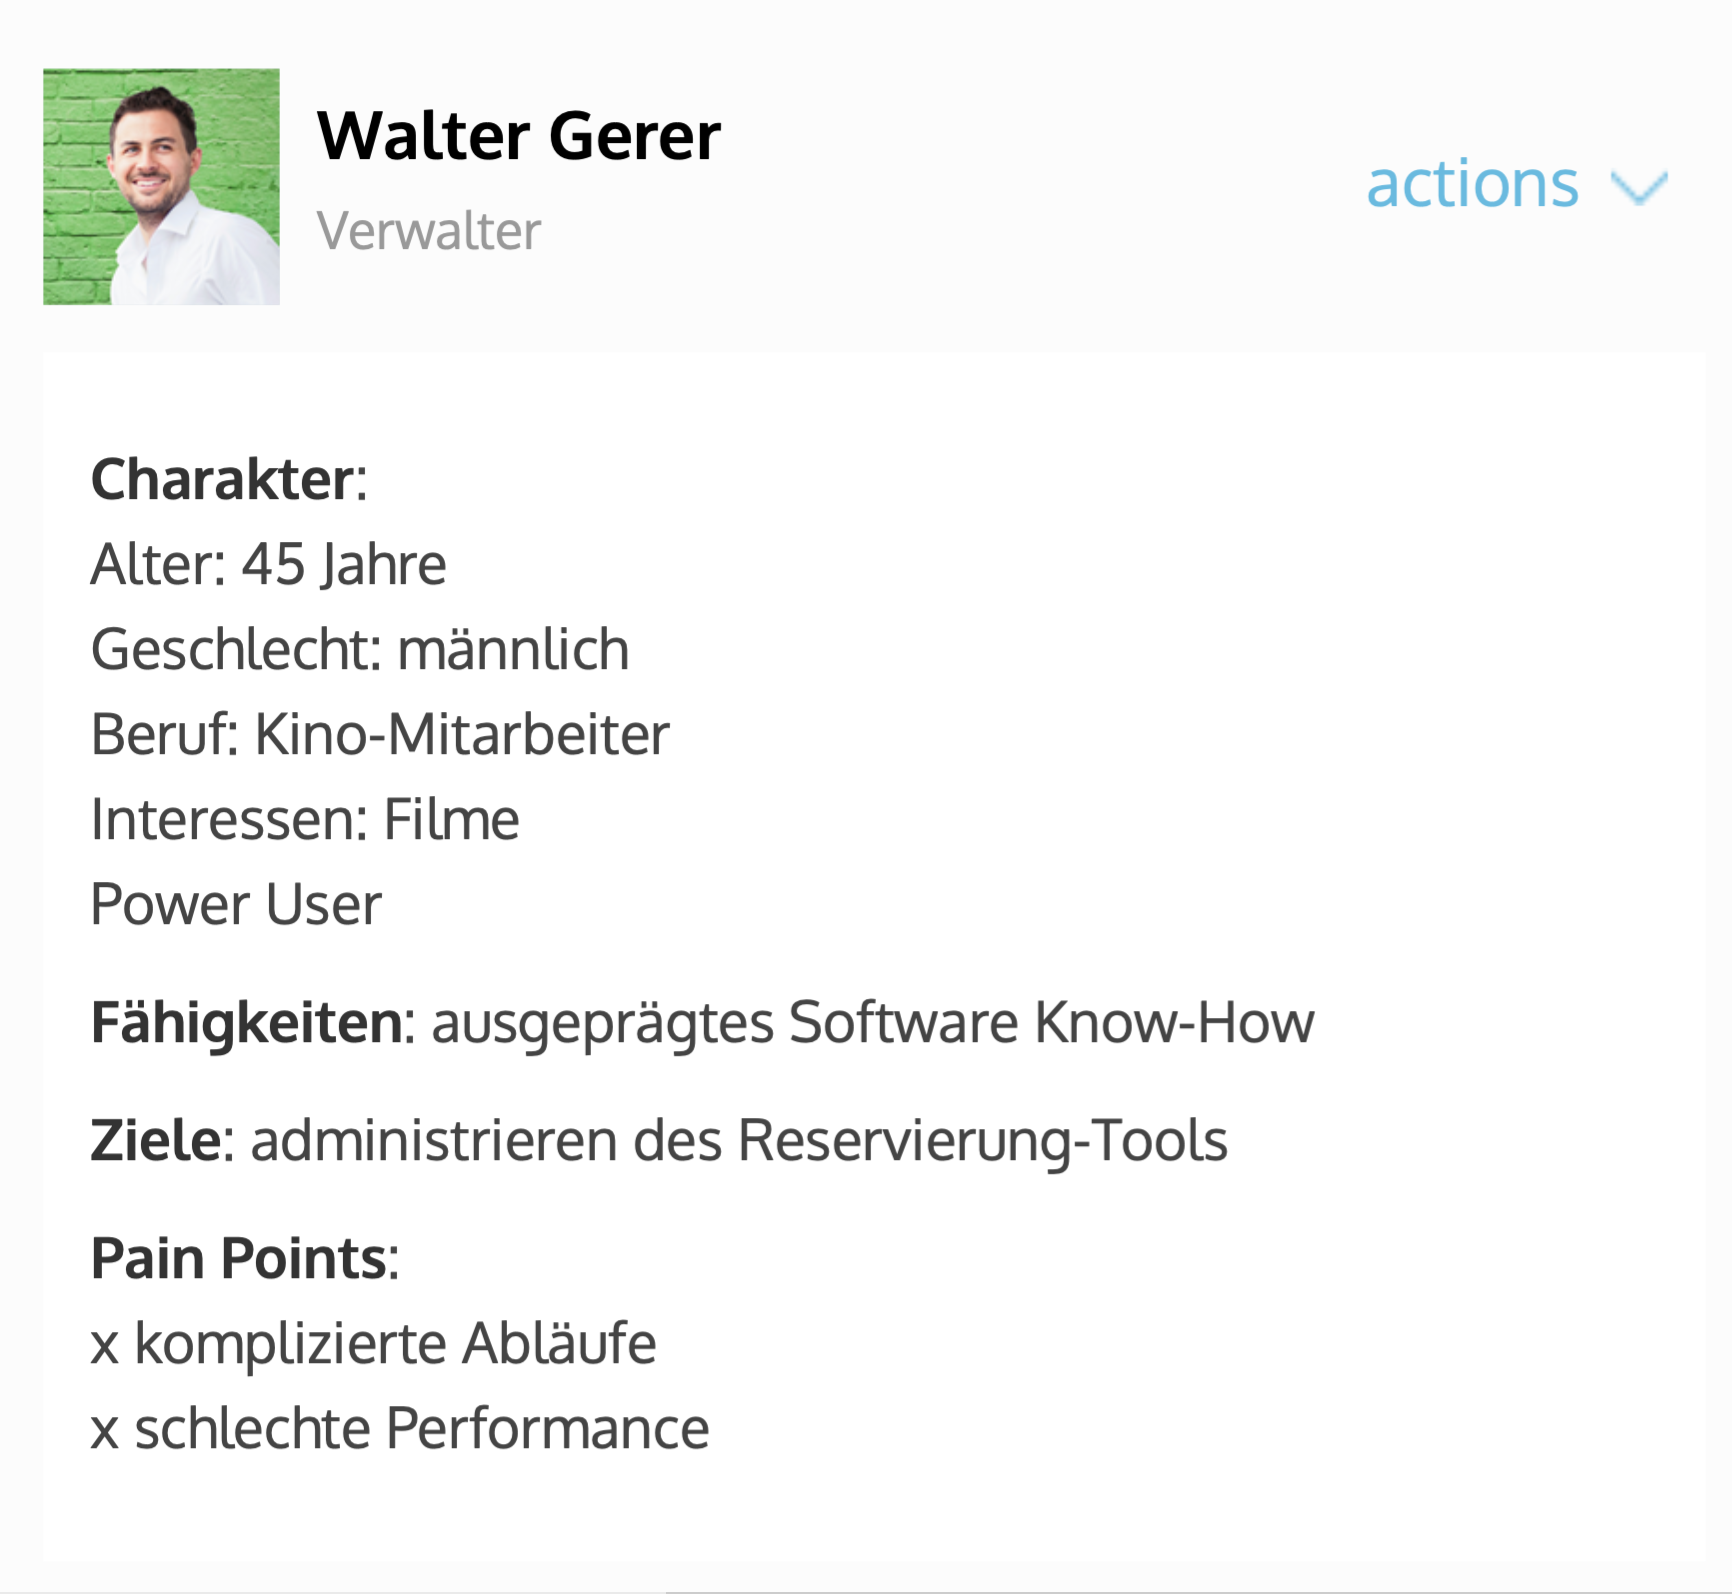 Walter Gerer
Verwalter
actions
Charakter:
Alter: 45 Jahre
Geschlecht: männlich
Beruf: Kino-Mitarbeiter
Interessen: Filme
Power User
Fähigkeiten: ausgeprägtes Software Know-How
Ziele: administrieren des Reservierung-Tools
Pain Points:
x komplizierte Abläufe
x schlechte Performance